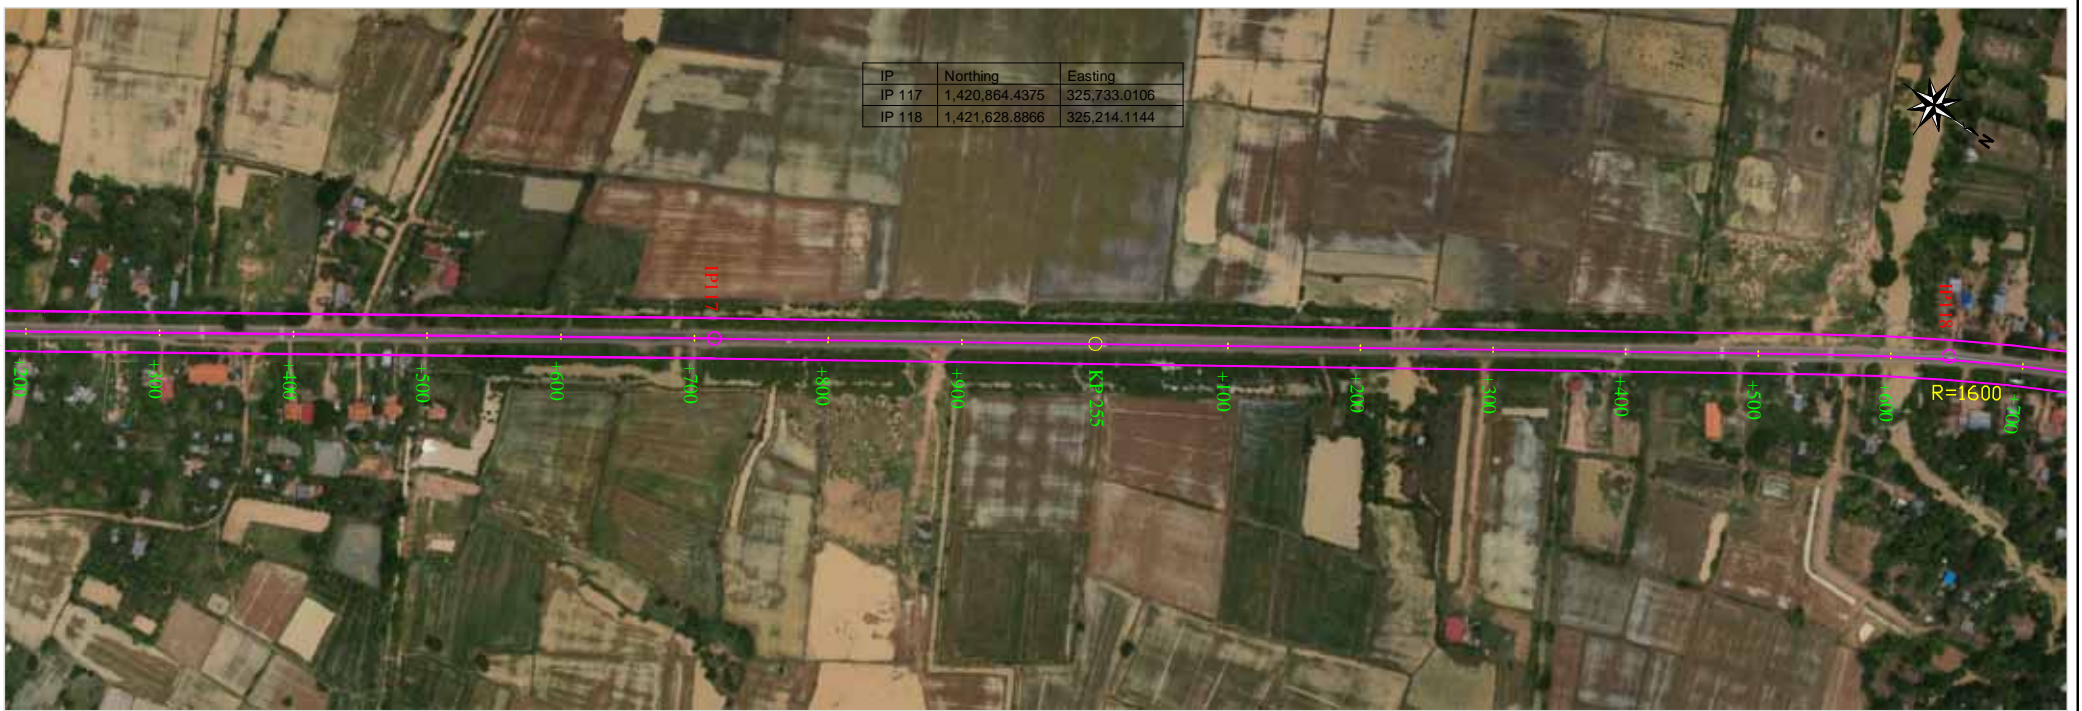 IP Northing Easting
IP 117 1,420,864.4375 325,733.0106
IP 118 1,421,628.8866 325,214.1144
N
IP117
IP118
+200
+300
+400
+500
+600
+700
+800
+900
KP 255
+100
+200
+300
+400
+500
+600
R=1600
+700